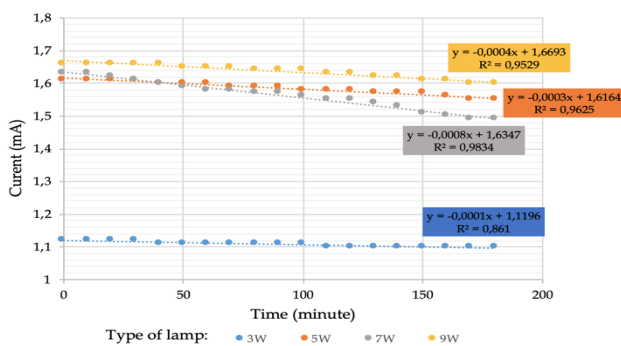 1,8
1,7
1,6
1,5
1,4
1,3
1,2
1,1
1
Curent (mA)
y = -0,0004x + 1,6693
R² = 0,9529
y = -0,0003x + 1,6164
R² = 0,9625
y = -0,0008x + 1,6347
R² = 0,9834
y = -0,0001x + 1,1196
R² = 0,861
0 50 100 150 200
Time (minute)
Type of lamp: 3W 5W 7W 9W